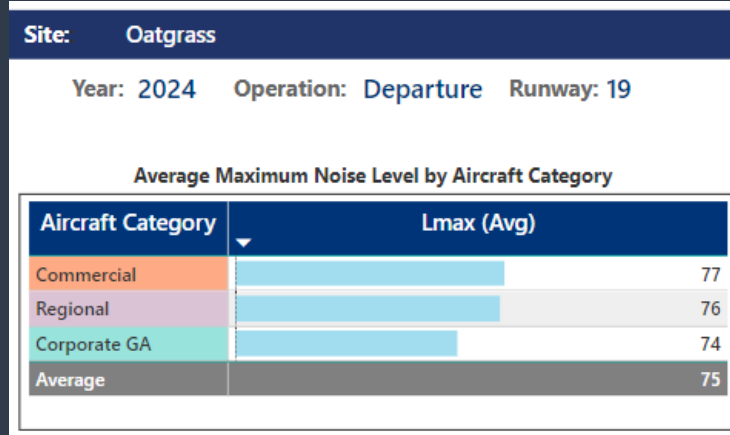 Site: Oatgrass
Year: 2024 Operation: Departure Runway: 19
Average Maximum Noise Level by Aircraft Category
Aircraft Category Lmax (Avg)
Commercial 77
Regional 76
Corporate GA 74
Average 75